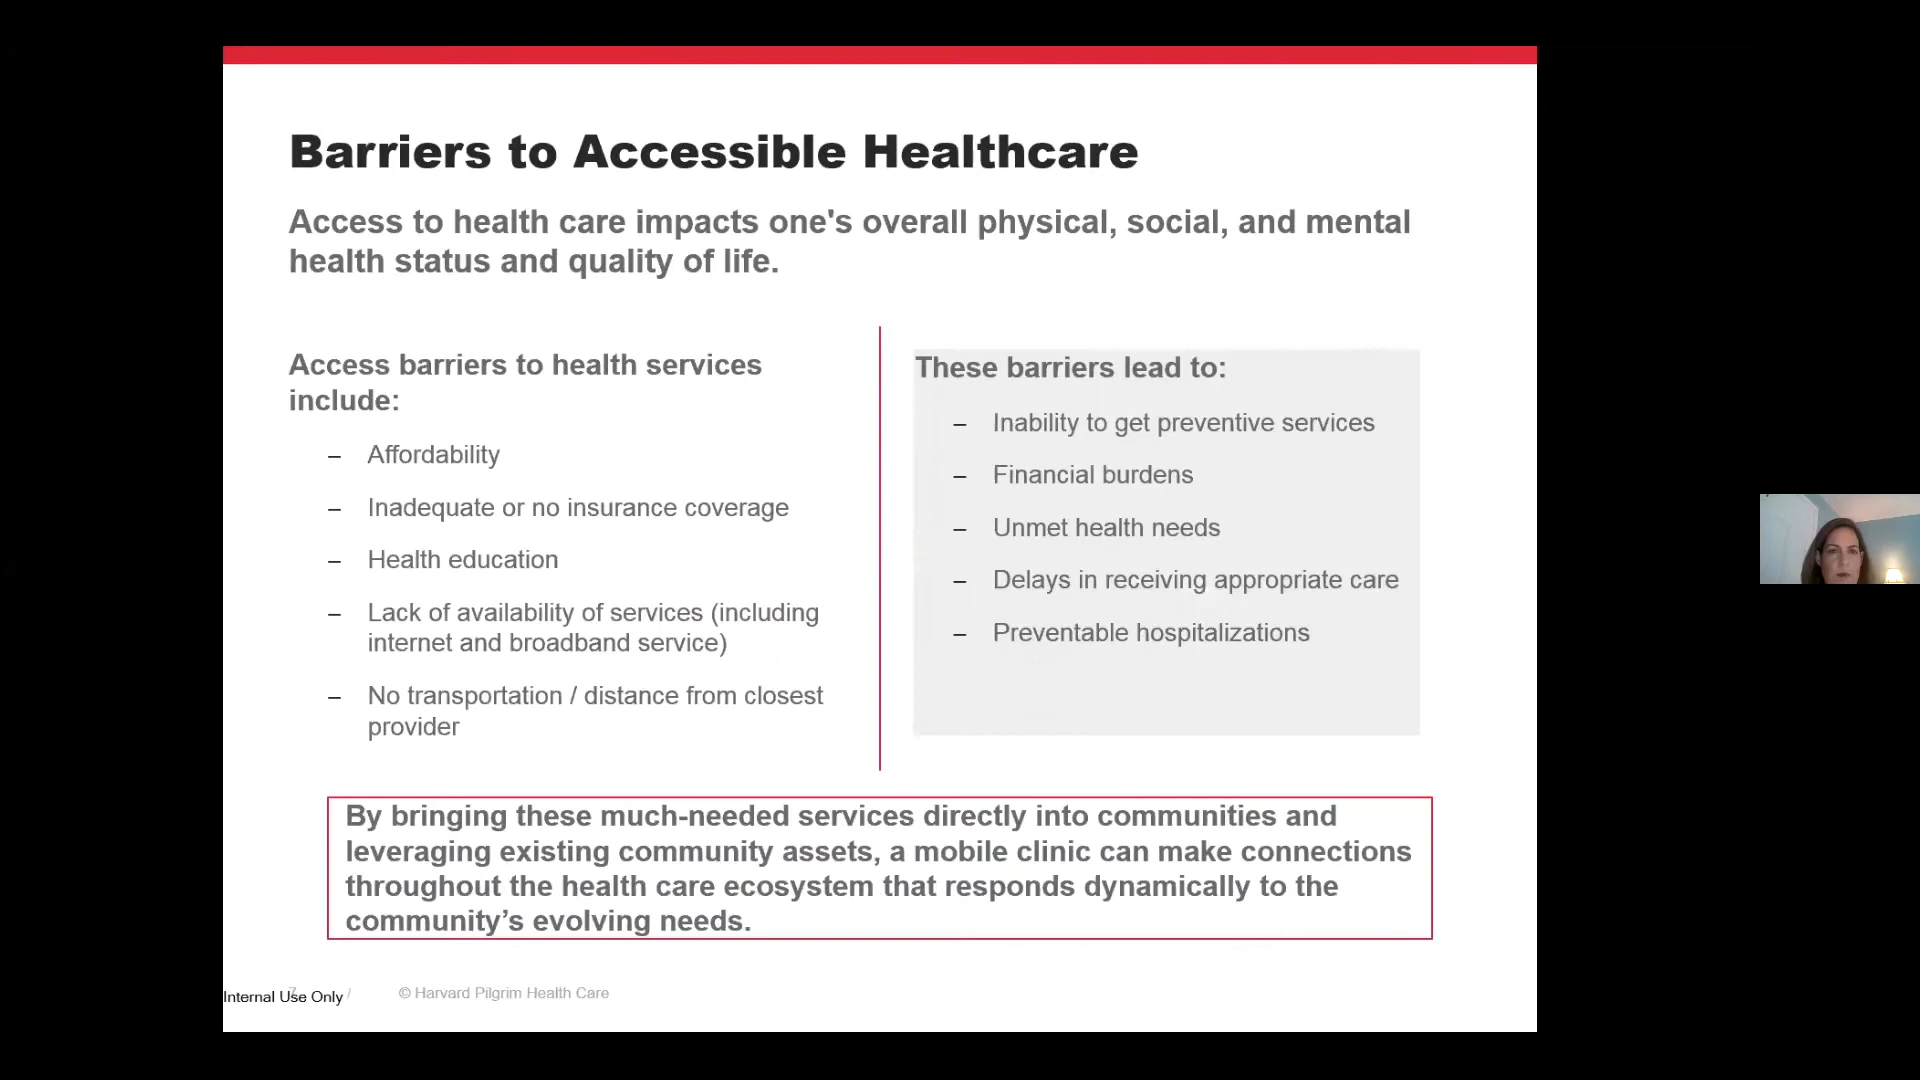 Barriers to Accessible Healthcare
Access to health care impacts one's overall physical, social, and mental
health status and quality of life.
Access barriers to health services
include:
– Affordability
– Inadequate or no insurance coverage
– Health education
– Lack of availability of services (including
internet and broadband service)
– No transportation / distance from closest
provider
These barriers lead to:
– Inability to get preventive services
– Financial burdens
– Unmet health needs
– Delays in receiving appropriate care
– Preventable hospitalizations
By bringing these much-needed services directly into communities and
leveraging existing community assets, a mobile clinic can make connections
throughout the health care ecosystem that responds dynamically to the
community’s evolving needs.
Internal Use Only /
© Harvard Pilgrim Health Care